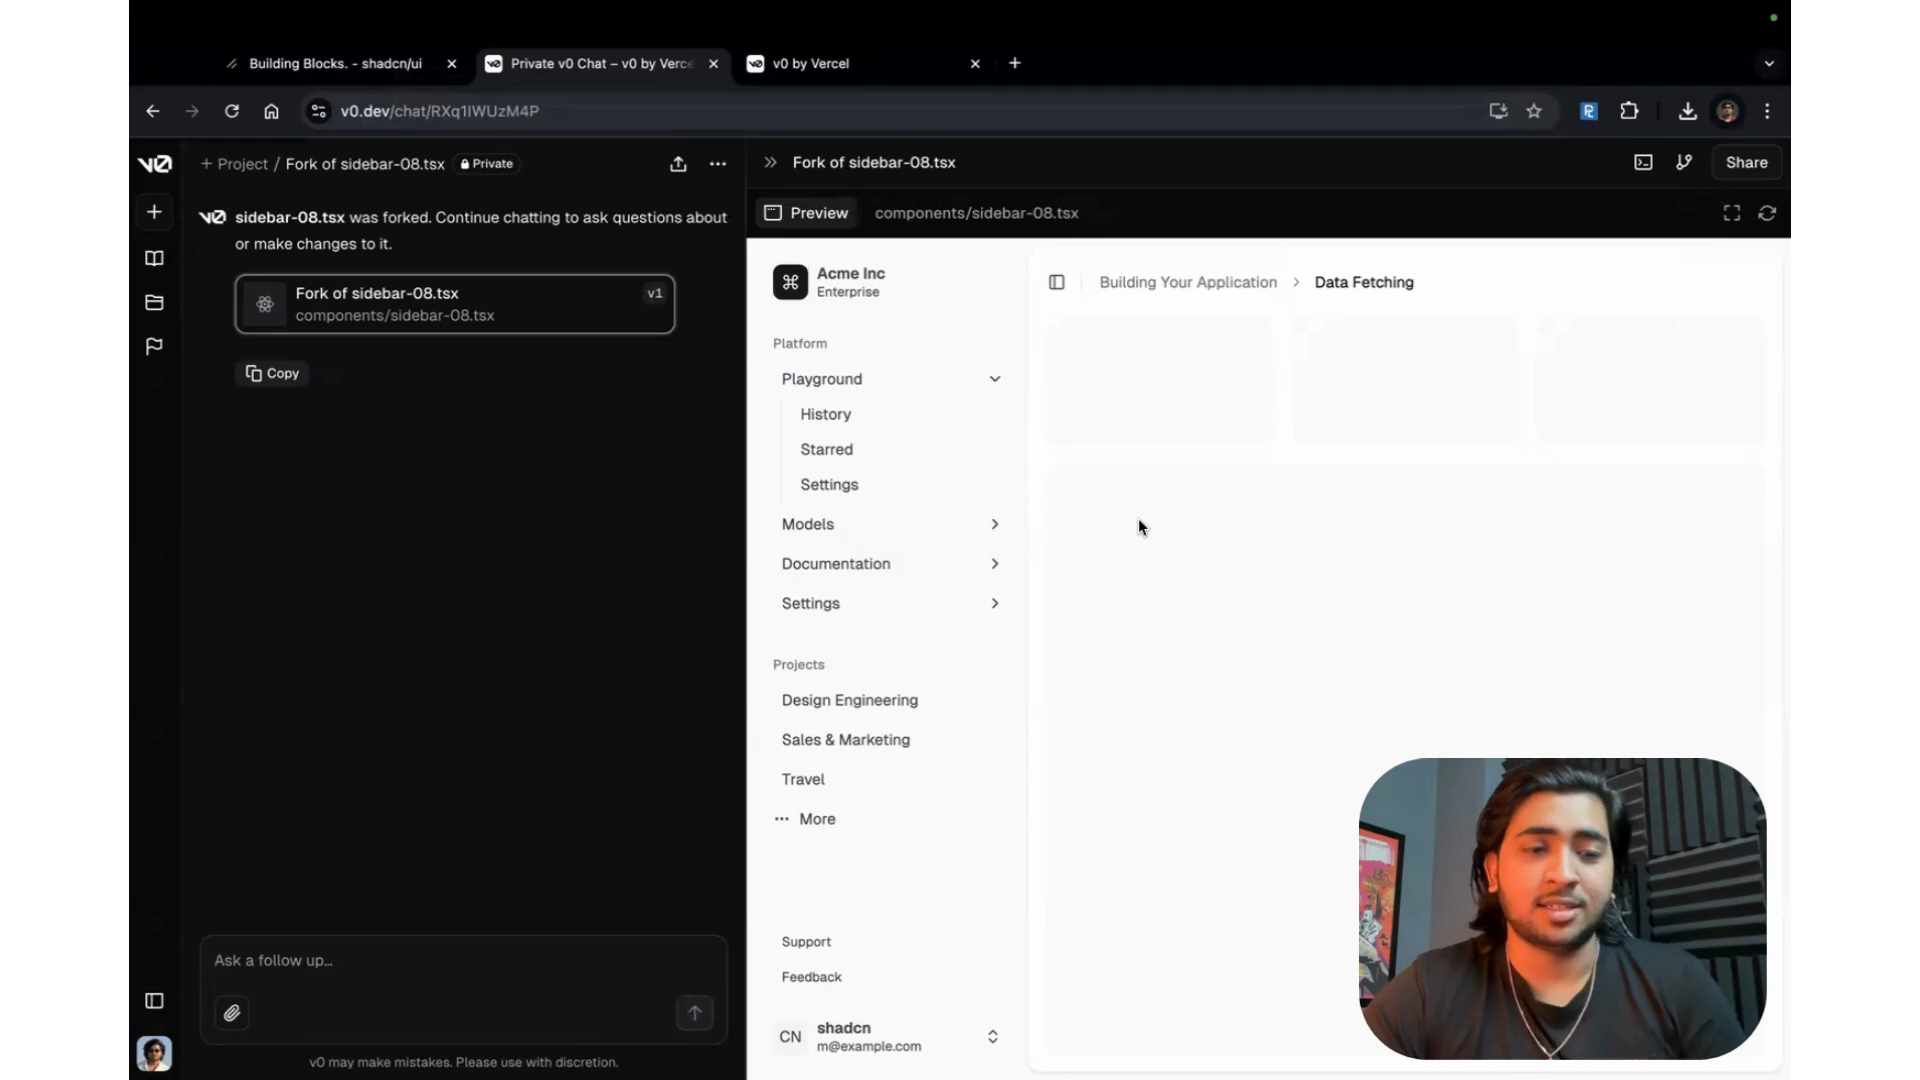 Building Blocks. - shadcn/ui
Private v0 Chat – v0 by Verce
v0 by Vercel
v0.dev/chat/RXq1IWUzM4P
+ Project / Fork of sidebar-08.tsx
Private
Fork of sidebar-08.tsx
Share
Preview
components/sidebar-08.tsx
sidebar-08.tsx was forked. Continue chatting to ask questions about
or make changes to it.
Fork of sidebar-08.tsx
v1
components/sidebar-08.tsx
Copy
Acme Inc
Enterprise
Building Your Application
Data Fetching
Platform
Playground
History
Starred
Settings
Models
Documentation
Settings
Projects
Design Engineering
Sales & Marketing
Travel
More
Support
Feedback
CN
shadcn
m@example.com
Ask a follow up...
v0 may make mistakes. Please use with discretion.